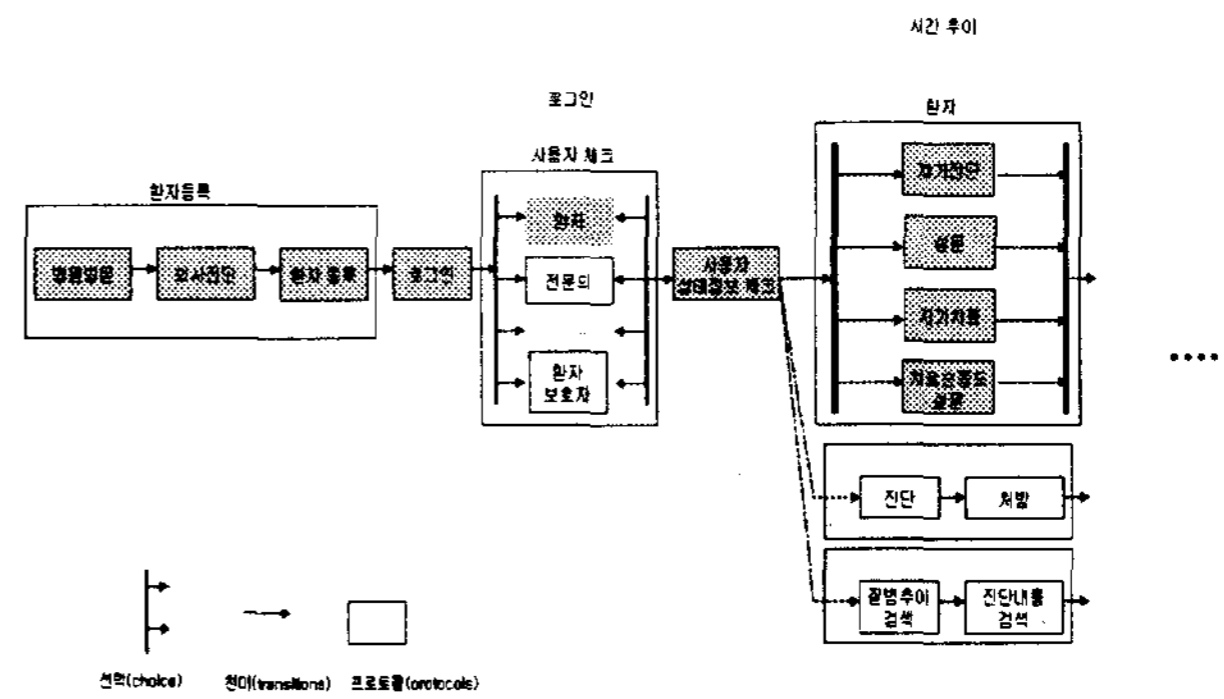 시간 추이
로그인
환자
사용자 체크
환자등록
자가진단
환자
설문
병원방문
의사진단
환자 등록
로그인
전문의
사용자
상태정보 체크
자가치료
환자
보호자
치료순응도
설문
진단
처방
질병추이
검색
진단내용
검색
선택(choice)
천이(transitions)
프로토콜(protocols)